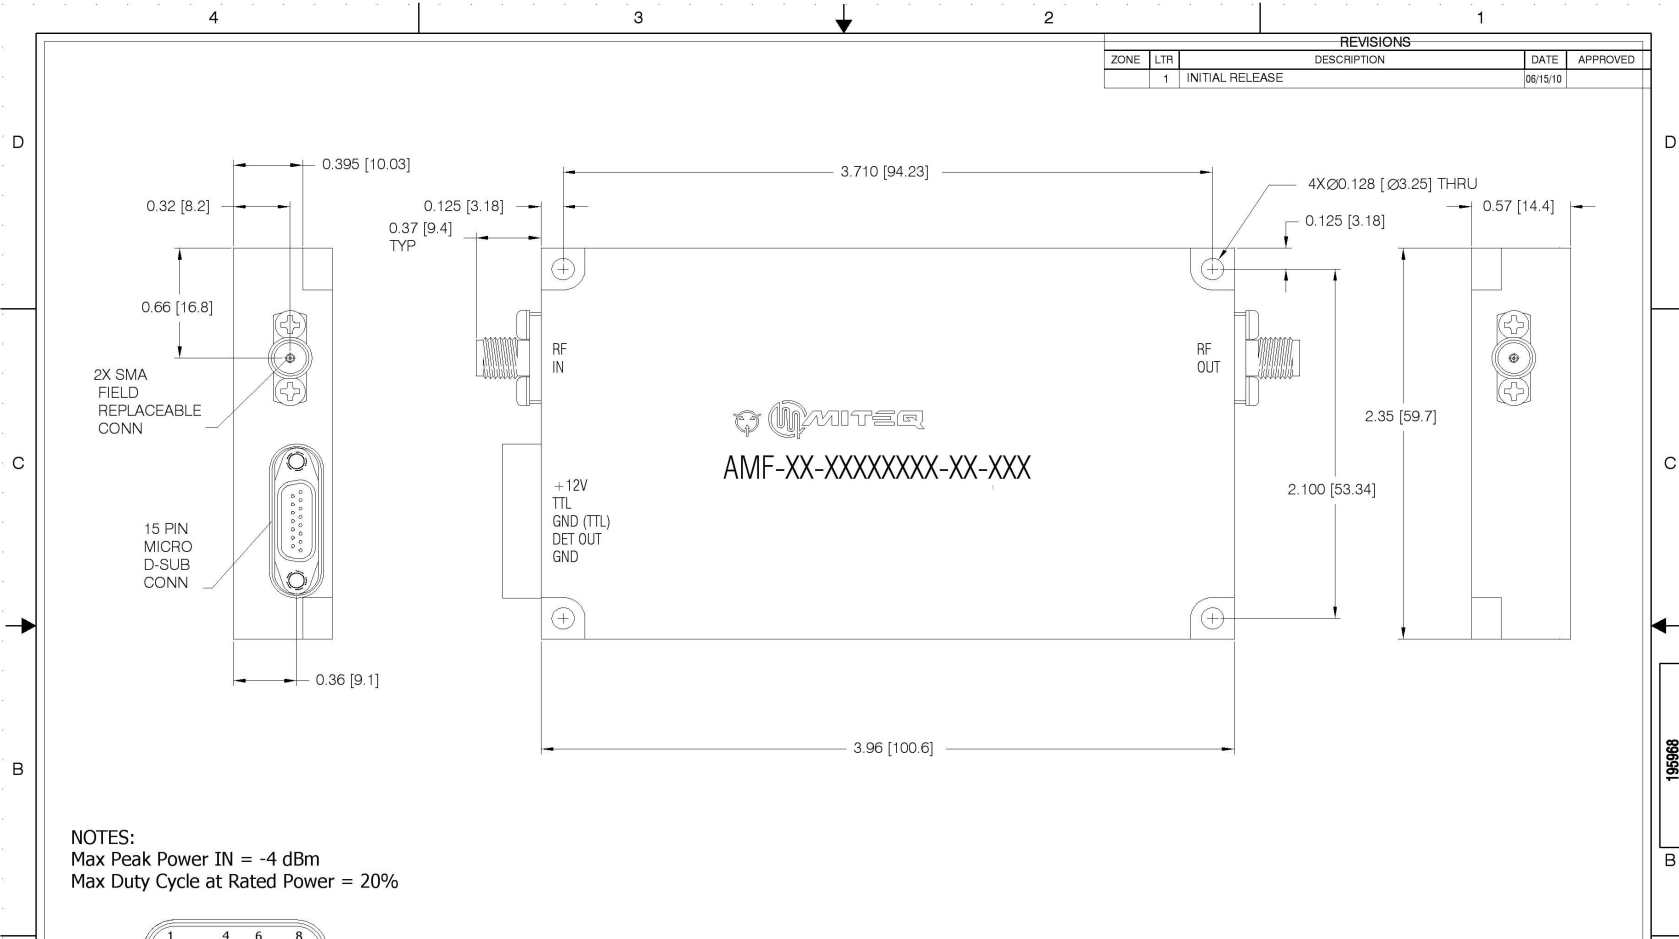 4 3 2 1
REVISIONS
ZONE LTR DESCRIPTION DATE APPROVED
1 INITIAL RELEASE 06/15/10
D D
0.395 [10.03]
3.710 [94.23]
4XØ0.128 [Ø3.25] THRU
0.32 [8.2]
0.125 [3.18]
0.57 [14.4]
0.37 [9.4]
TYP
0.125 [3.18]
0.66 [16.8]
RF
IN
RF
OUT
2X SMA
FIELD
REPLACEABLE
CONN
MITEQ
2.35 [59.7]
C C
AMF-XX-XXXXXXXX-XX-XXX
2.100 [53.34]
+12V
TTL
GND (TTL)
DET OUT
GND
15 PIN
MICRO
D-SUB
CONN
0.36 [9.1]
3.96 [100.6]
195968
B B
NOTES:
Max Peak Power IN = -4 dBm
Max Duty Cycle at Rated Power = 20%
1 4 6 8